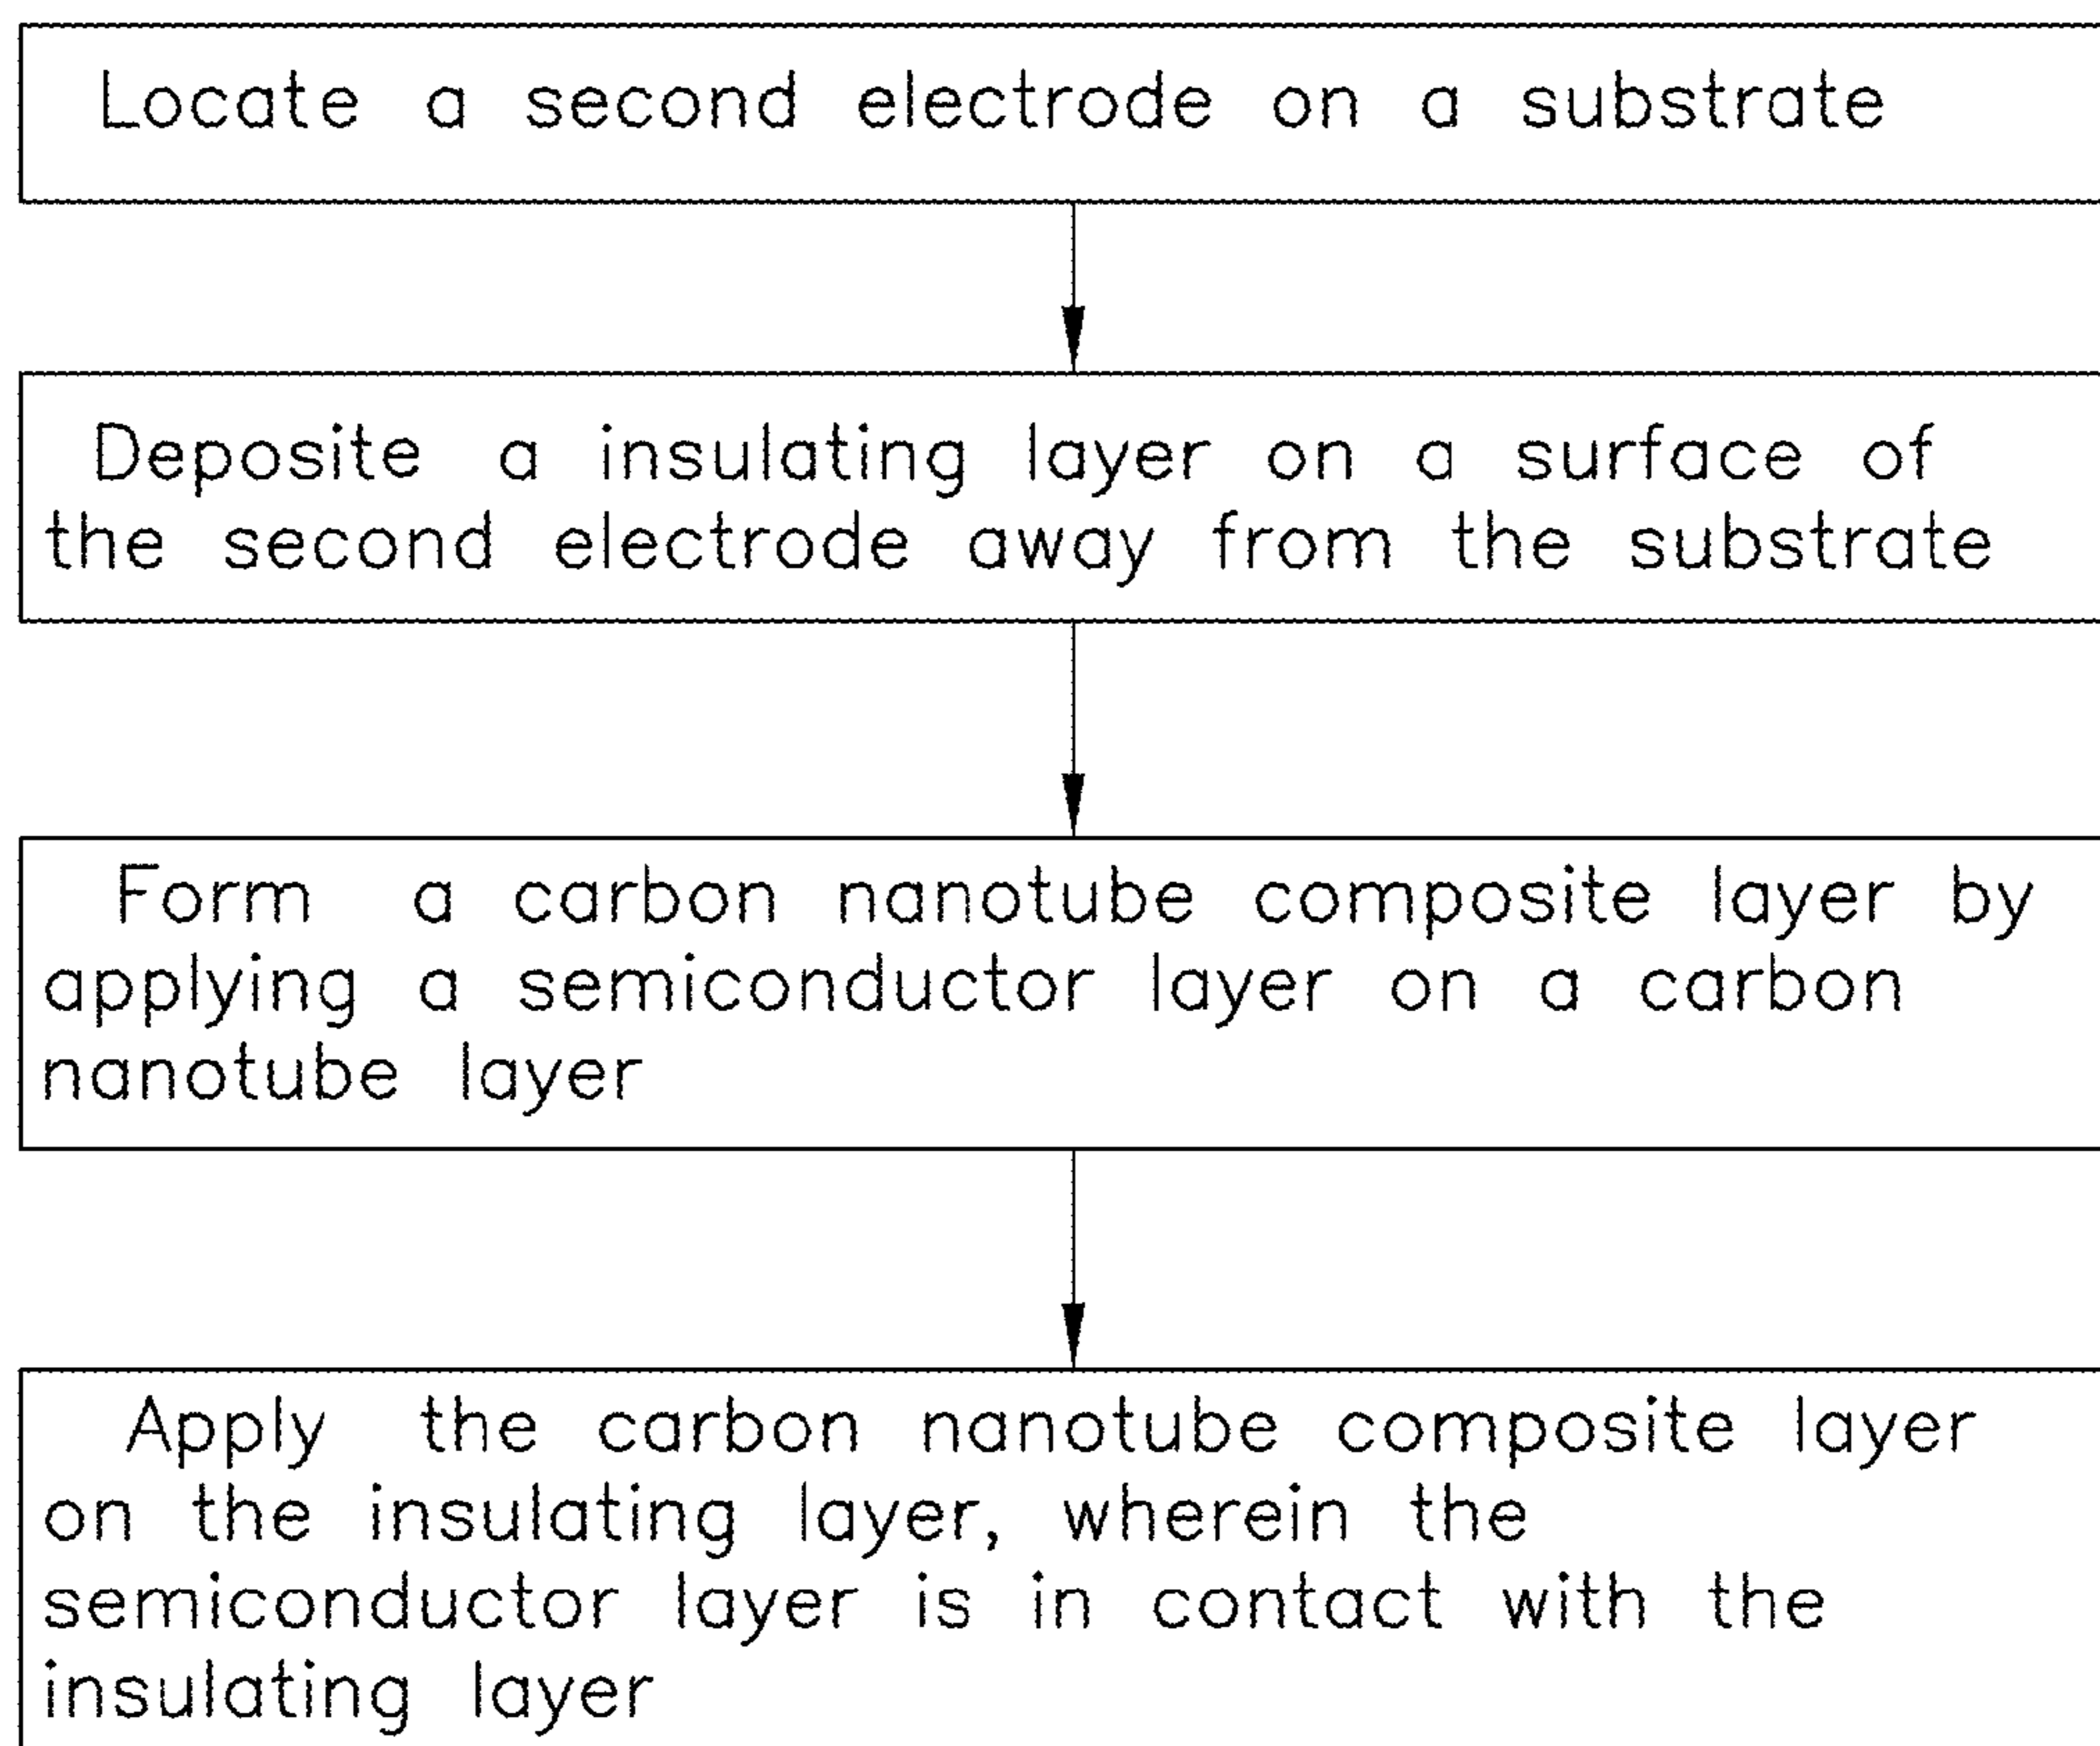 Locate a second electrode on a substrate
Deposite a insulating layer on a surface of
the second electrode away from the substrate
Form a carbon nanotube composite layer by
applying a semiconductor layer on a carbon
nanotube layer
Apply the carbon nanotube composite layer
on the insulating layer, wherein the
semiconductor layer is in contact with the
insulating layer